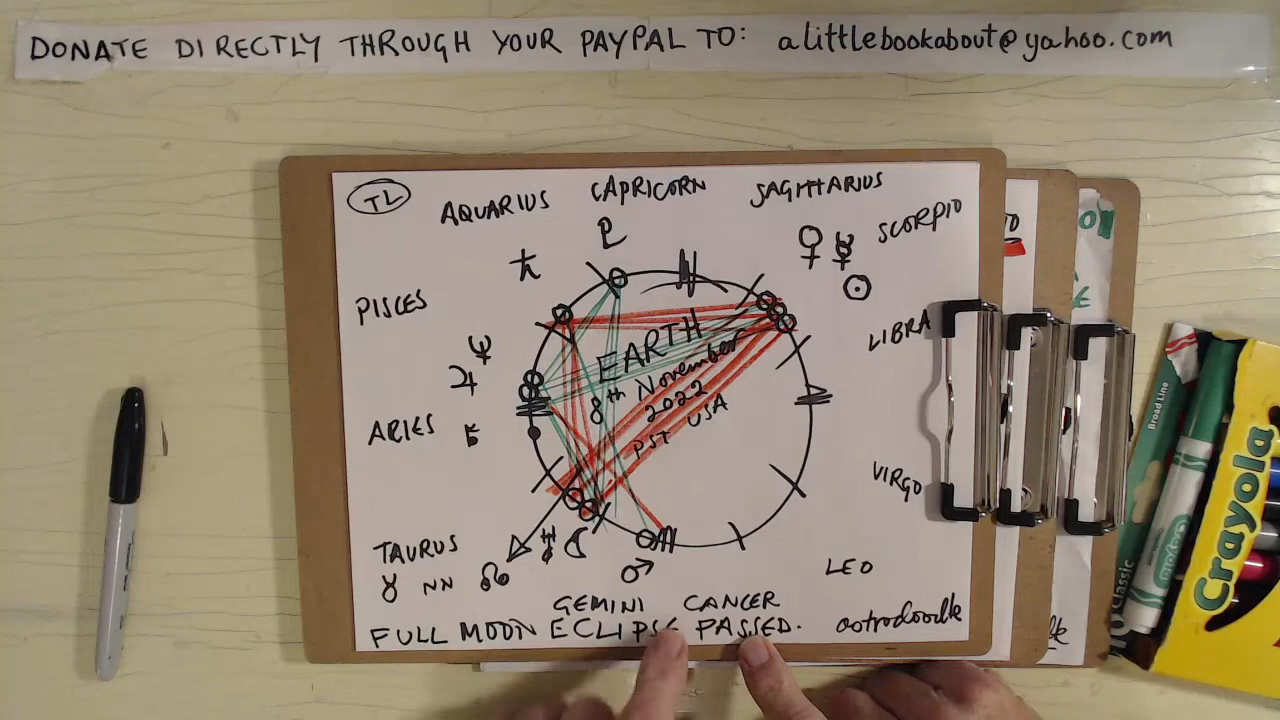 DONATE DIRECTLY THROUGH YOUR PAYPAL TO: alittlebookabout@yahoo.com
TL
AQUARIUS
CAPRICORN
SAGITTARIUS
SCORPIO
PISCES
LIBRA
EARTH
8th November
2022
PST USA
ARIES
VIRGO
TAURUS
NN
LEO
GEMINI CANCER
FULL MOON ECLIPSE PASSED. astrodoodle
Broad Line
Crayola
Classic